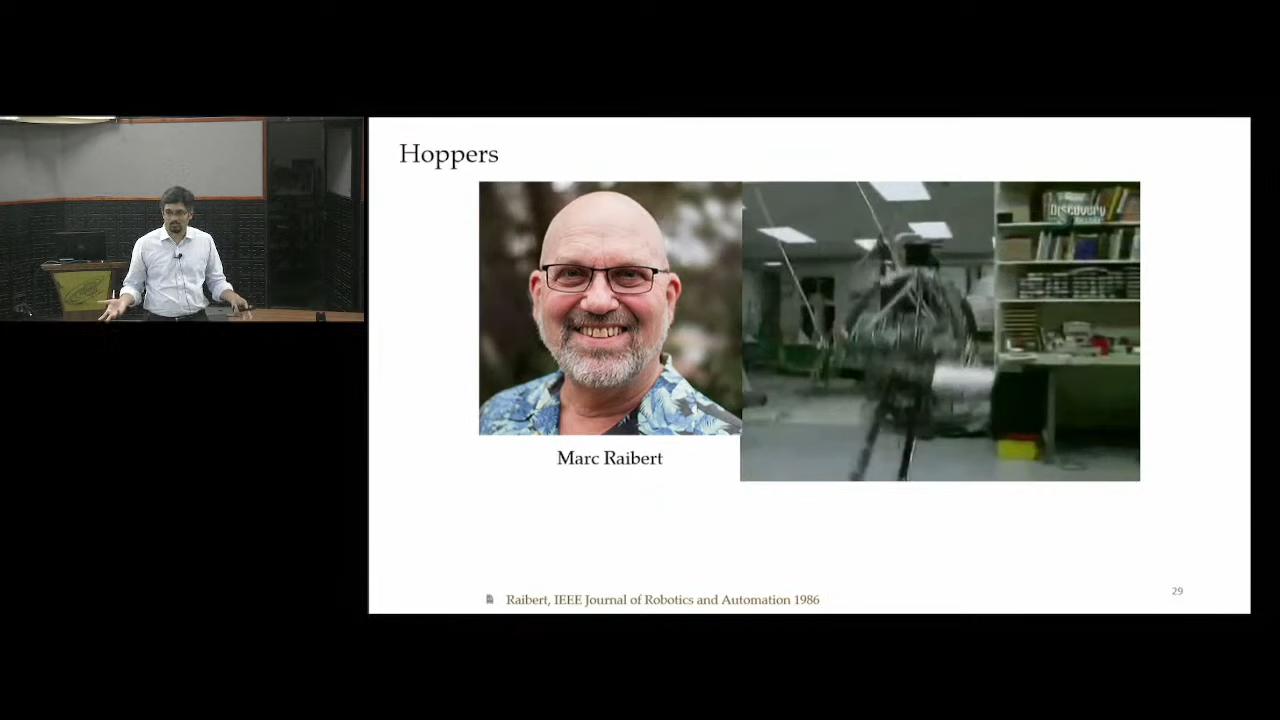 Hoppers
DISCOVERY
Marc Raibert
Raibert, IEEE Journal of Robotics and Automation 1986
29